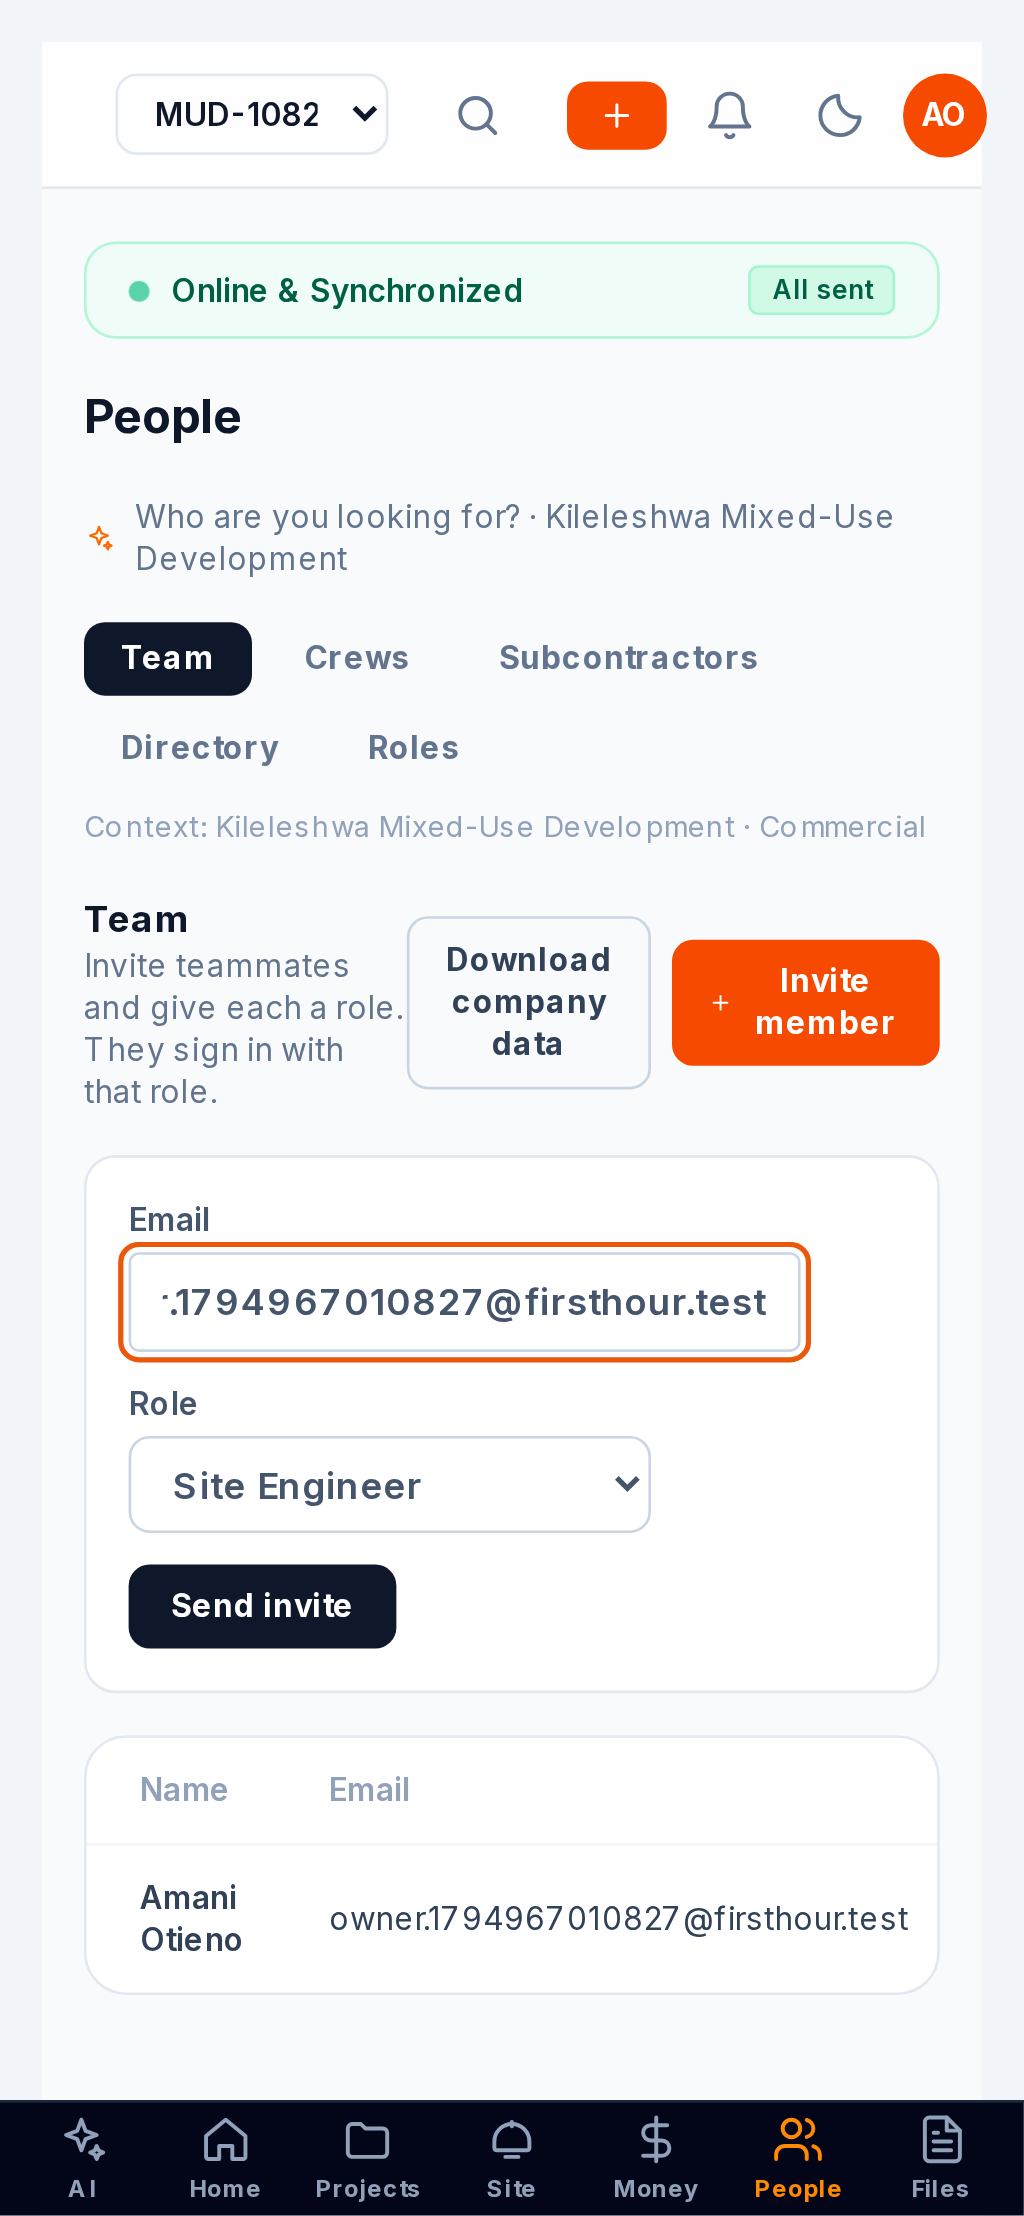 MUD-1082
AO
Online & Synchronized
All sent
People
Who are you looking for? · Kileleshwa Mixed-Use
Development
Team Crews Subcontractors
Directory Roles
Context: Kileleshwa Mixed-Use Development · Commercial
Team
Invite teammates
and give each a role.
They sign in with
that role.
Download
company
data
+ Invite
member
Email
.1794967010827@firsthour.test
Role
Site Engineer
Send invite
Name Email
Amani
Otieno
owner.1794967010827@firsthour.test
AI Home Projects Site Money People Files